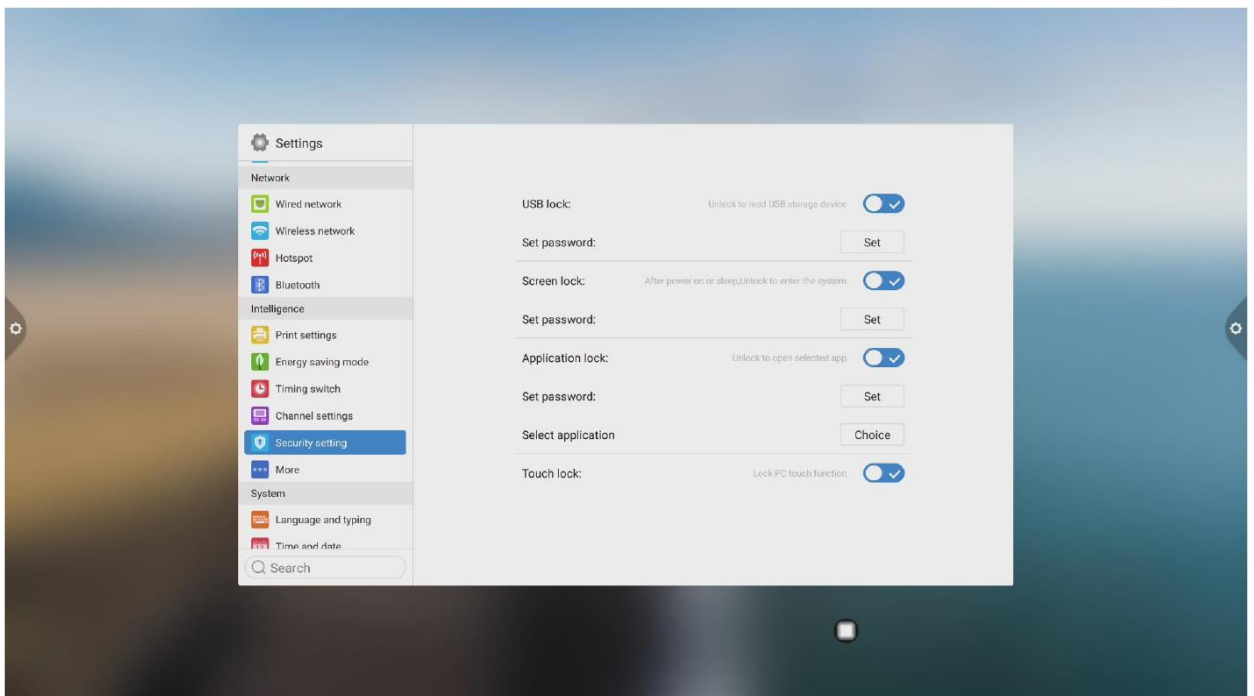 Settings
Network
Wired network
Wireless network
Hotspot
Bluetooth
Intelligence
Print settings
Energy saving mode
Timing switch
Channel settings
Security setting
More
System
Language and typing
Time and date
Search
USB lock: Unlock to read USB storage device
Set password: Set
Screen lock: After power on or sleep,Unlock to enter the system
Set password: Set
Application lock: Unlock to open selected app
Set password: Set
Select application Choice
Touch lock: Lock PC touch function